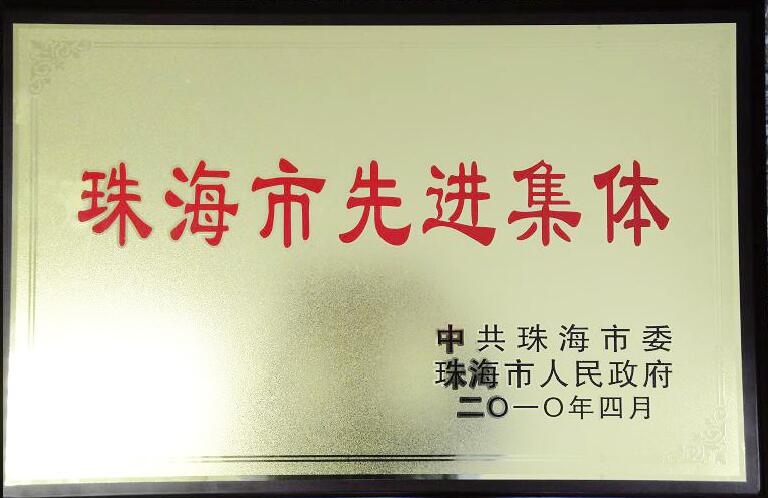 珠海市先进集体
中共珠海市委
珠海市人民政府
二〇一〇年四月